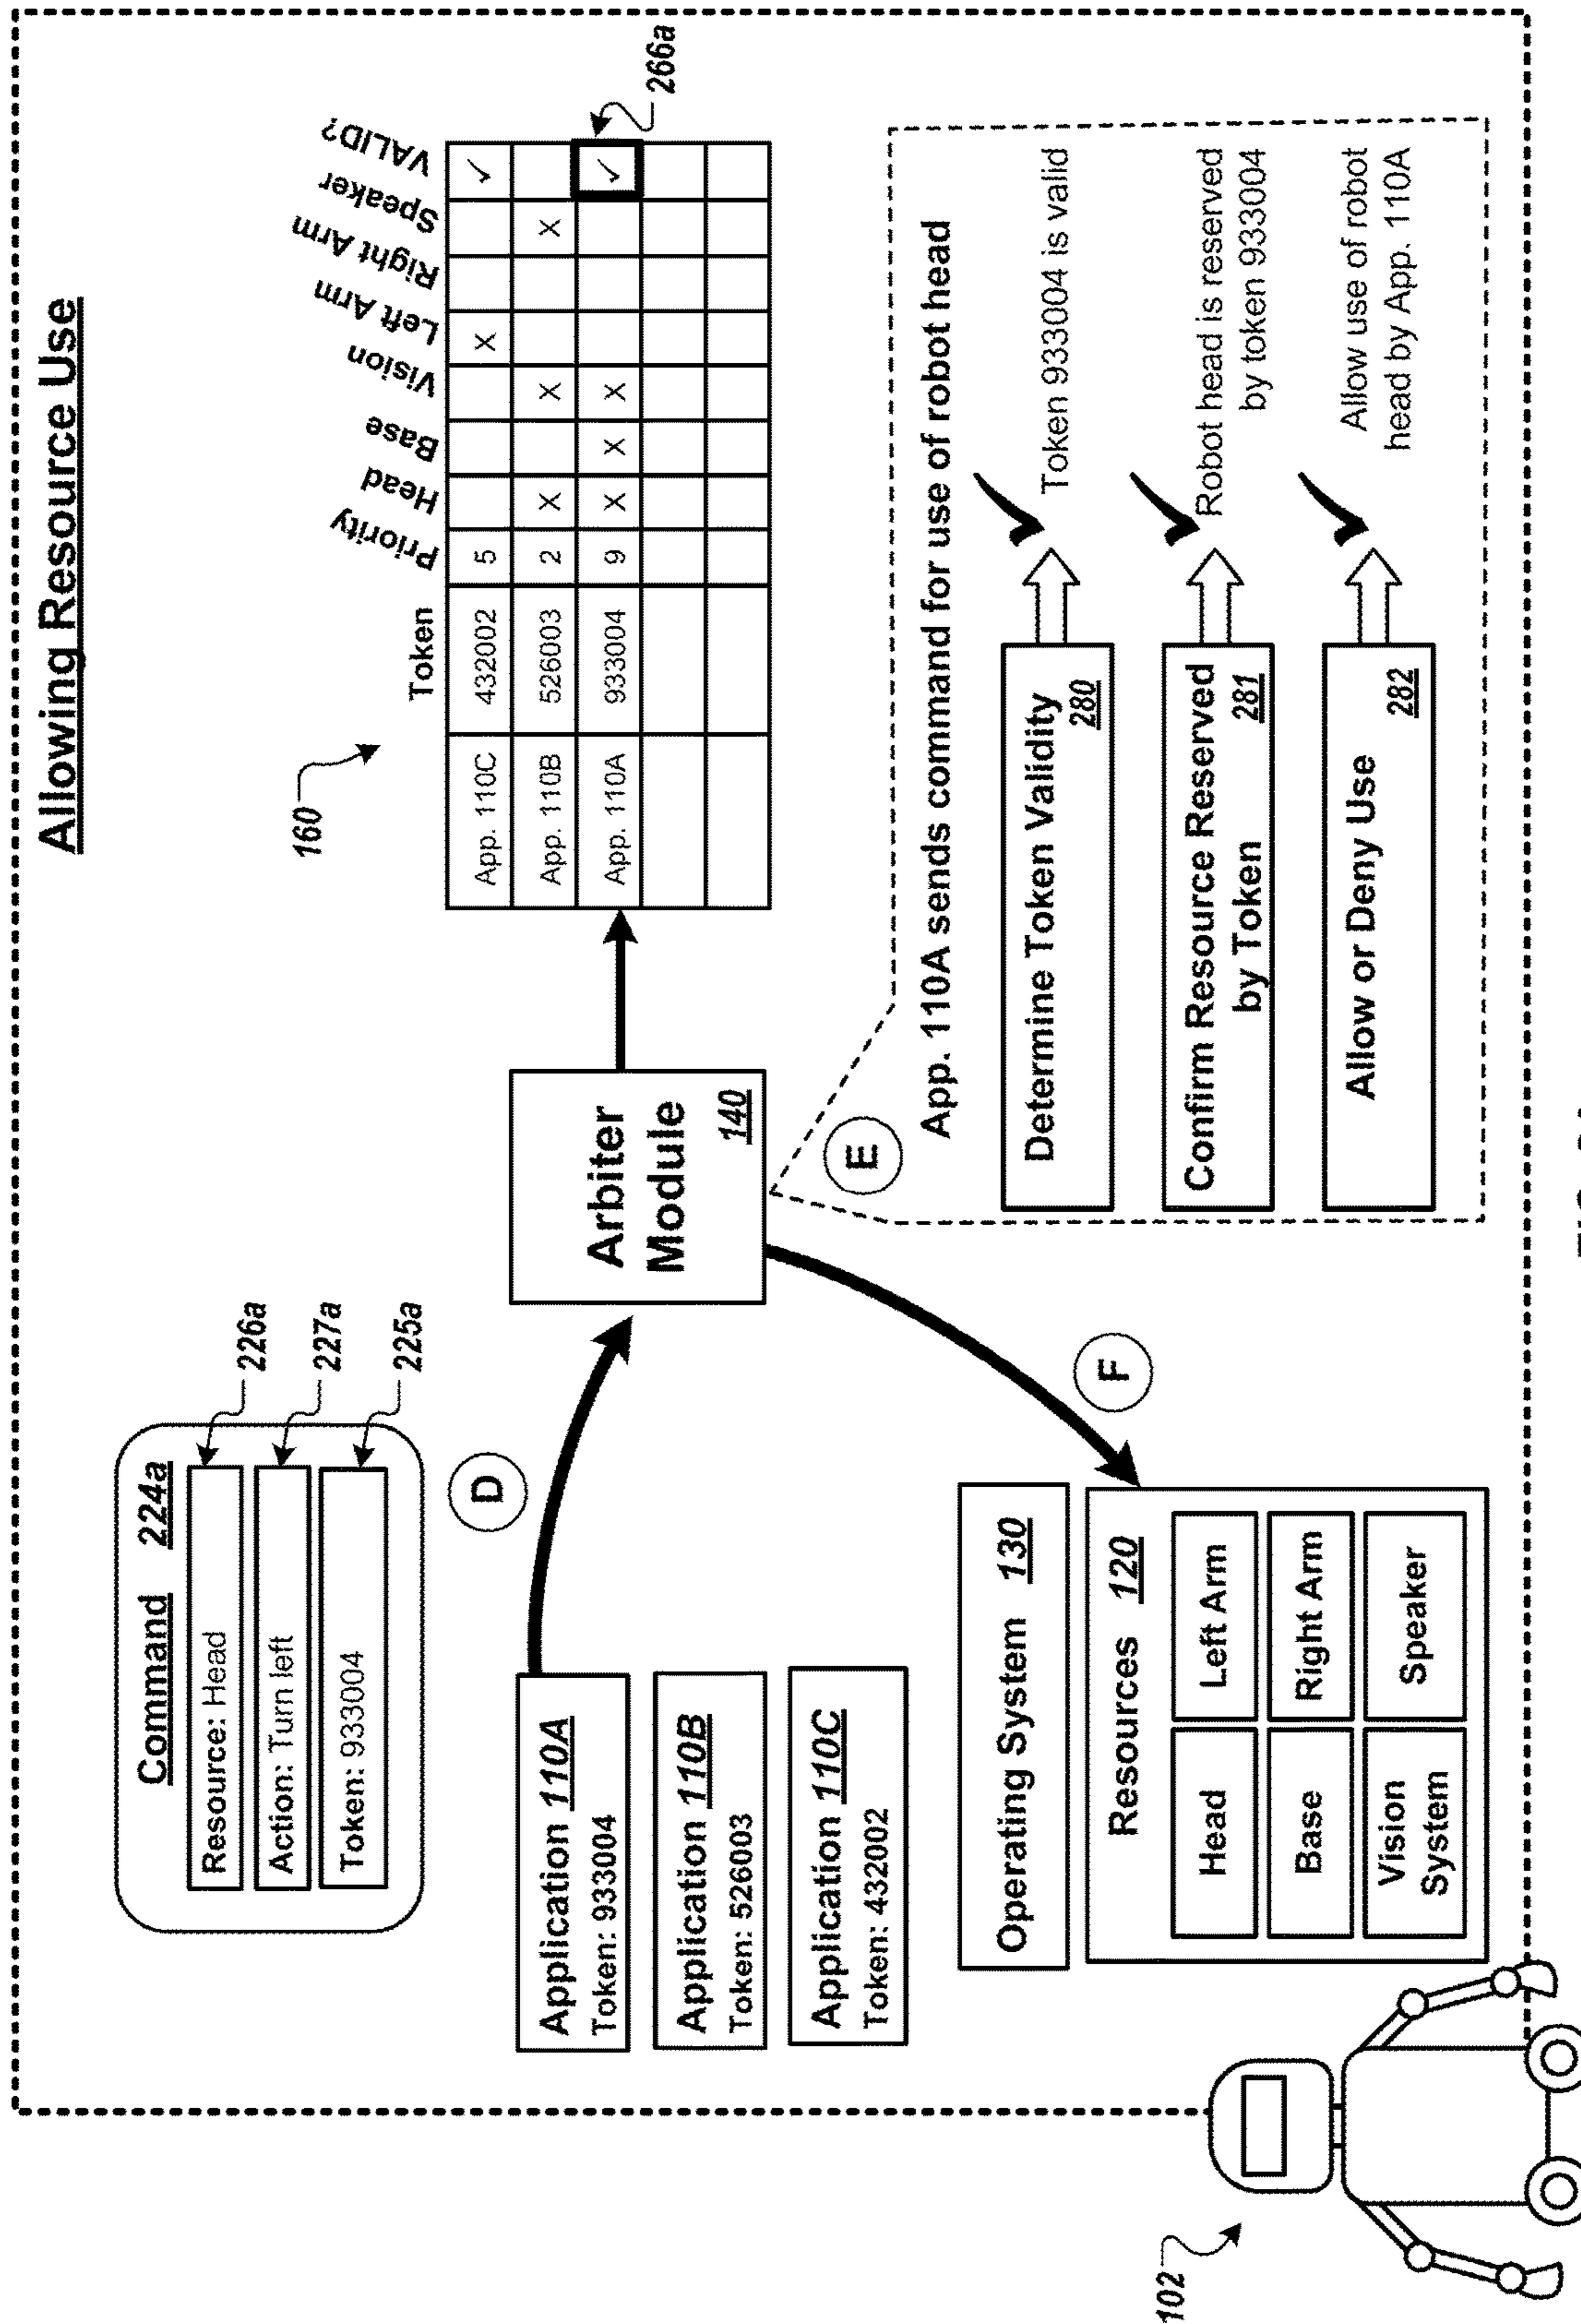 Allowing Resource Use
Command 224a
Resource: Head
226a
Action: Turn left
227a
Token: 933004
225a
D
Application 110A
Token: 933004
Application 110B
Token: 526003
Application 110C
Token: 432002
Arbiter
Module
140
160
Token Priority Head Base Vision Left Arm Right Arm Speaker VALID?
App. 110C 432002 5 X ✓
App. 110B 526003 2 X X X
App. 110A 933004 9 X X X ✓
266a
E
App. 110A sends command for use of robot head
Determine Token Validity
280
Token 933004 is valid
Confirm Resource Reserved
by Token 281
Robot head is reserved
by token 933004
Allow or Deny Use
282
Allow use of robot
head by App. 110A
F
Operating System 130
Resources 120
Head Left Arm
Base Right Arm
Vision
System
Speaker
102